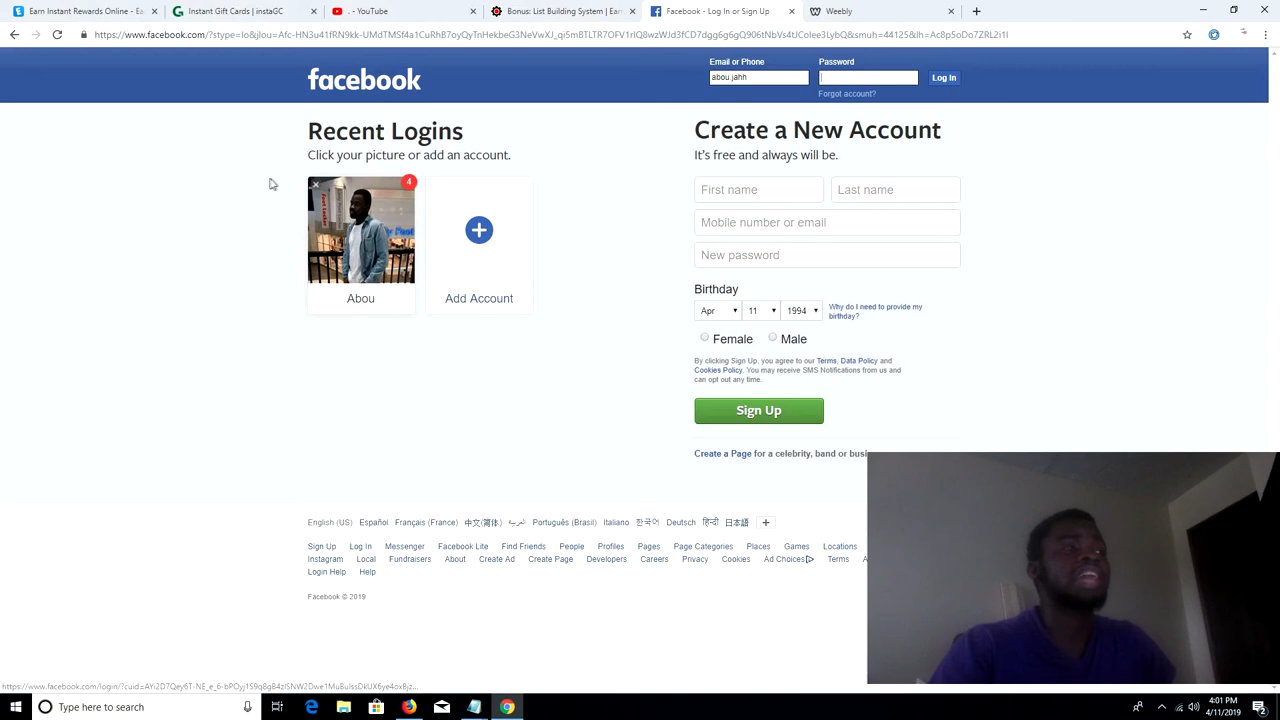 Earn Instant Rewards Online - Ea
Instant Gift Cards | instaGC
- YouTube
Bonus: List Building System | Earn
Facebook - Log In or Sign Up
Weebly
facebook
Email or Phone
Password
abou.jahh
Log In
Forgot account?
Recent Logins
Click your picture or add an account.
4
Abou
Add Account
Create a New Account
It's free and always will be.
First name
Last name
Mobile number or email
New password
Birthday
Apr
11
1994
Why do I need to provide my
birthday?
Female
Male
By clicking Sign Up, you agree to our Terms, Data Policy and
Cookies Policy. You may receive SMS Notifications from us and
can opt out any time.
Sign Up
Create a Page for a celebrity, band or busi
English (US) Español Français (France) 中文(简体) العربية Português (Brasil) Italiano 한국어 Deutsch हिन्दी 日本語
Sign Up Log In Messenger Facebook Lite Find Friends People Profiles Pages Page Categories Places Games Locations
Instagram Local Fundraisers About Create Ad Create Page Developers Careers Privacy Cookies Ad Choices Terms
Login Help Help
Facebook © 2019
Type here to search
4:01 PM
4/11/2019
2